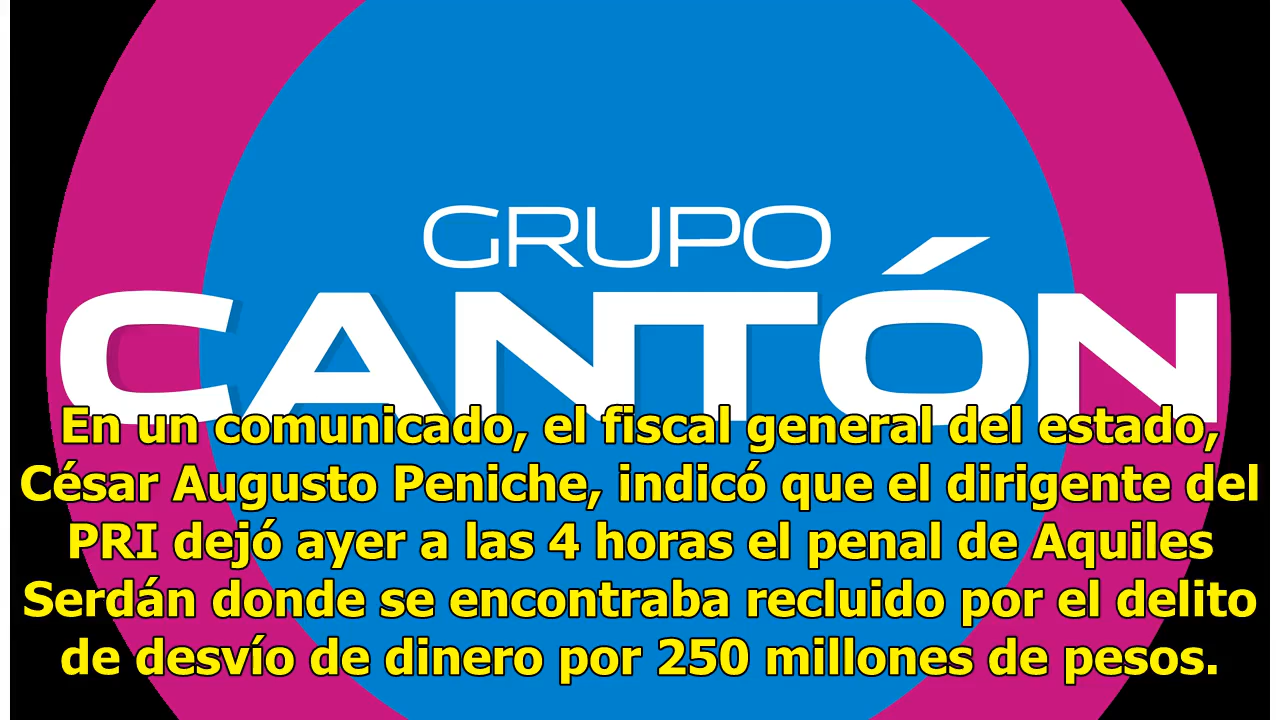 GRUPO
CANTÓN
En un comunicado, el fiscal general del estado,
César Augusto Peniche, indicó que el dirigente del
PRI dejó ayer a las 4 horas el penal de Aquiles
Serdán donde se encontraba recluido por el delito
de desvío de dinero por 250 millones de pesos.